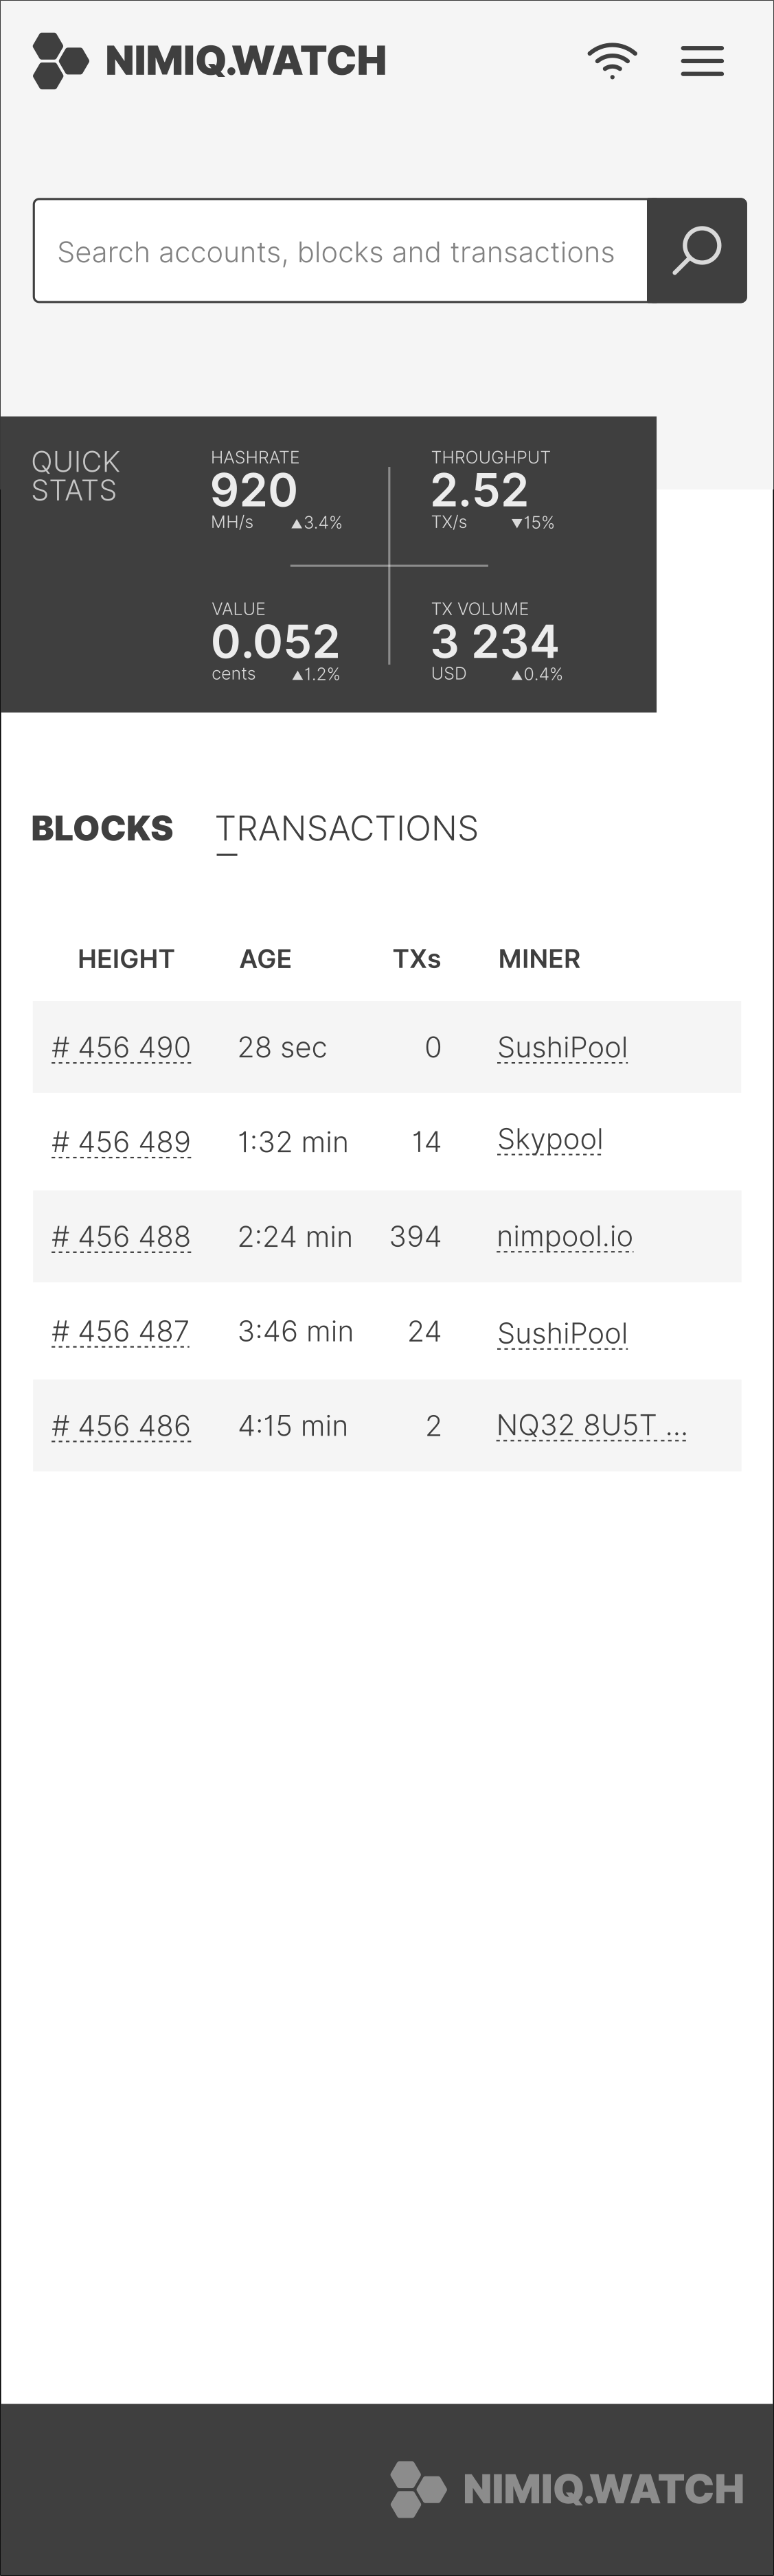 NIMIQ.WATCH
Search accounts, blocks and transactions
QUICK
STATS
HASHRATE
920
MH/s ▲3.4%
THROUGHPUT
2.52
TX/s ▼15%
VALUE
0.052
cents ▲1.2%
TX VOLUME
3 234
USD ▲0.4%
BLOCKS TRANSACTIONS
HEIGHT AGE TXs MINER
# 456 490 28 sec 0 SushiPool
# 456 489 1:32 min 14 Skypool
# 456 488 2:24 min 394 nimpool.io
# 456 487 3:46 min 24 SushiPool
# 456 486 4:15 min 2 NQ32 8U5T ...
NIMIQ.WATCH